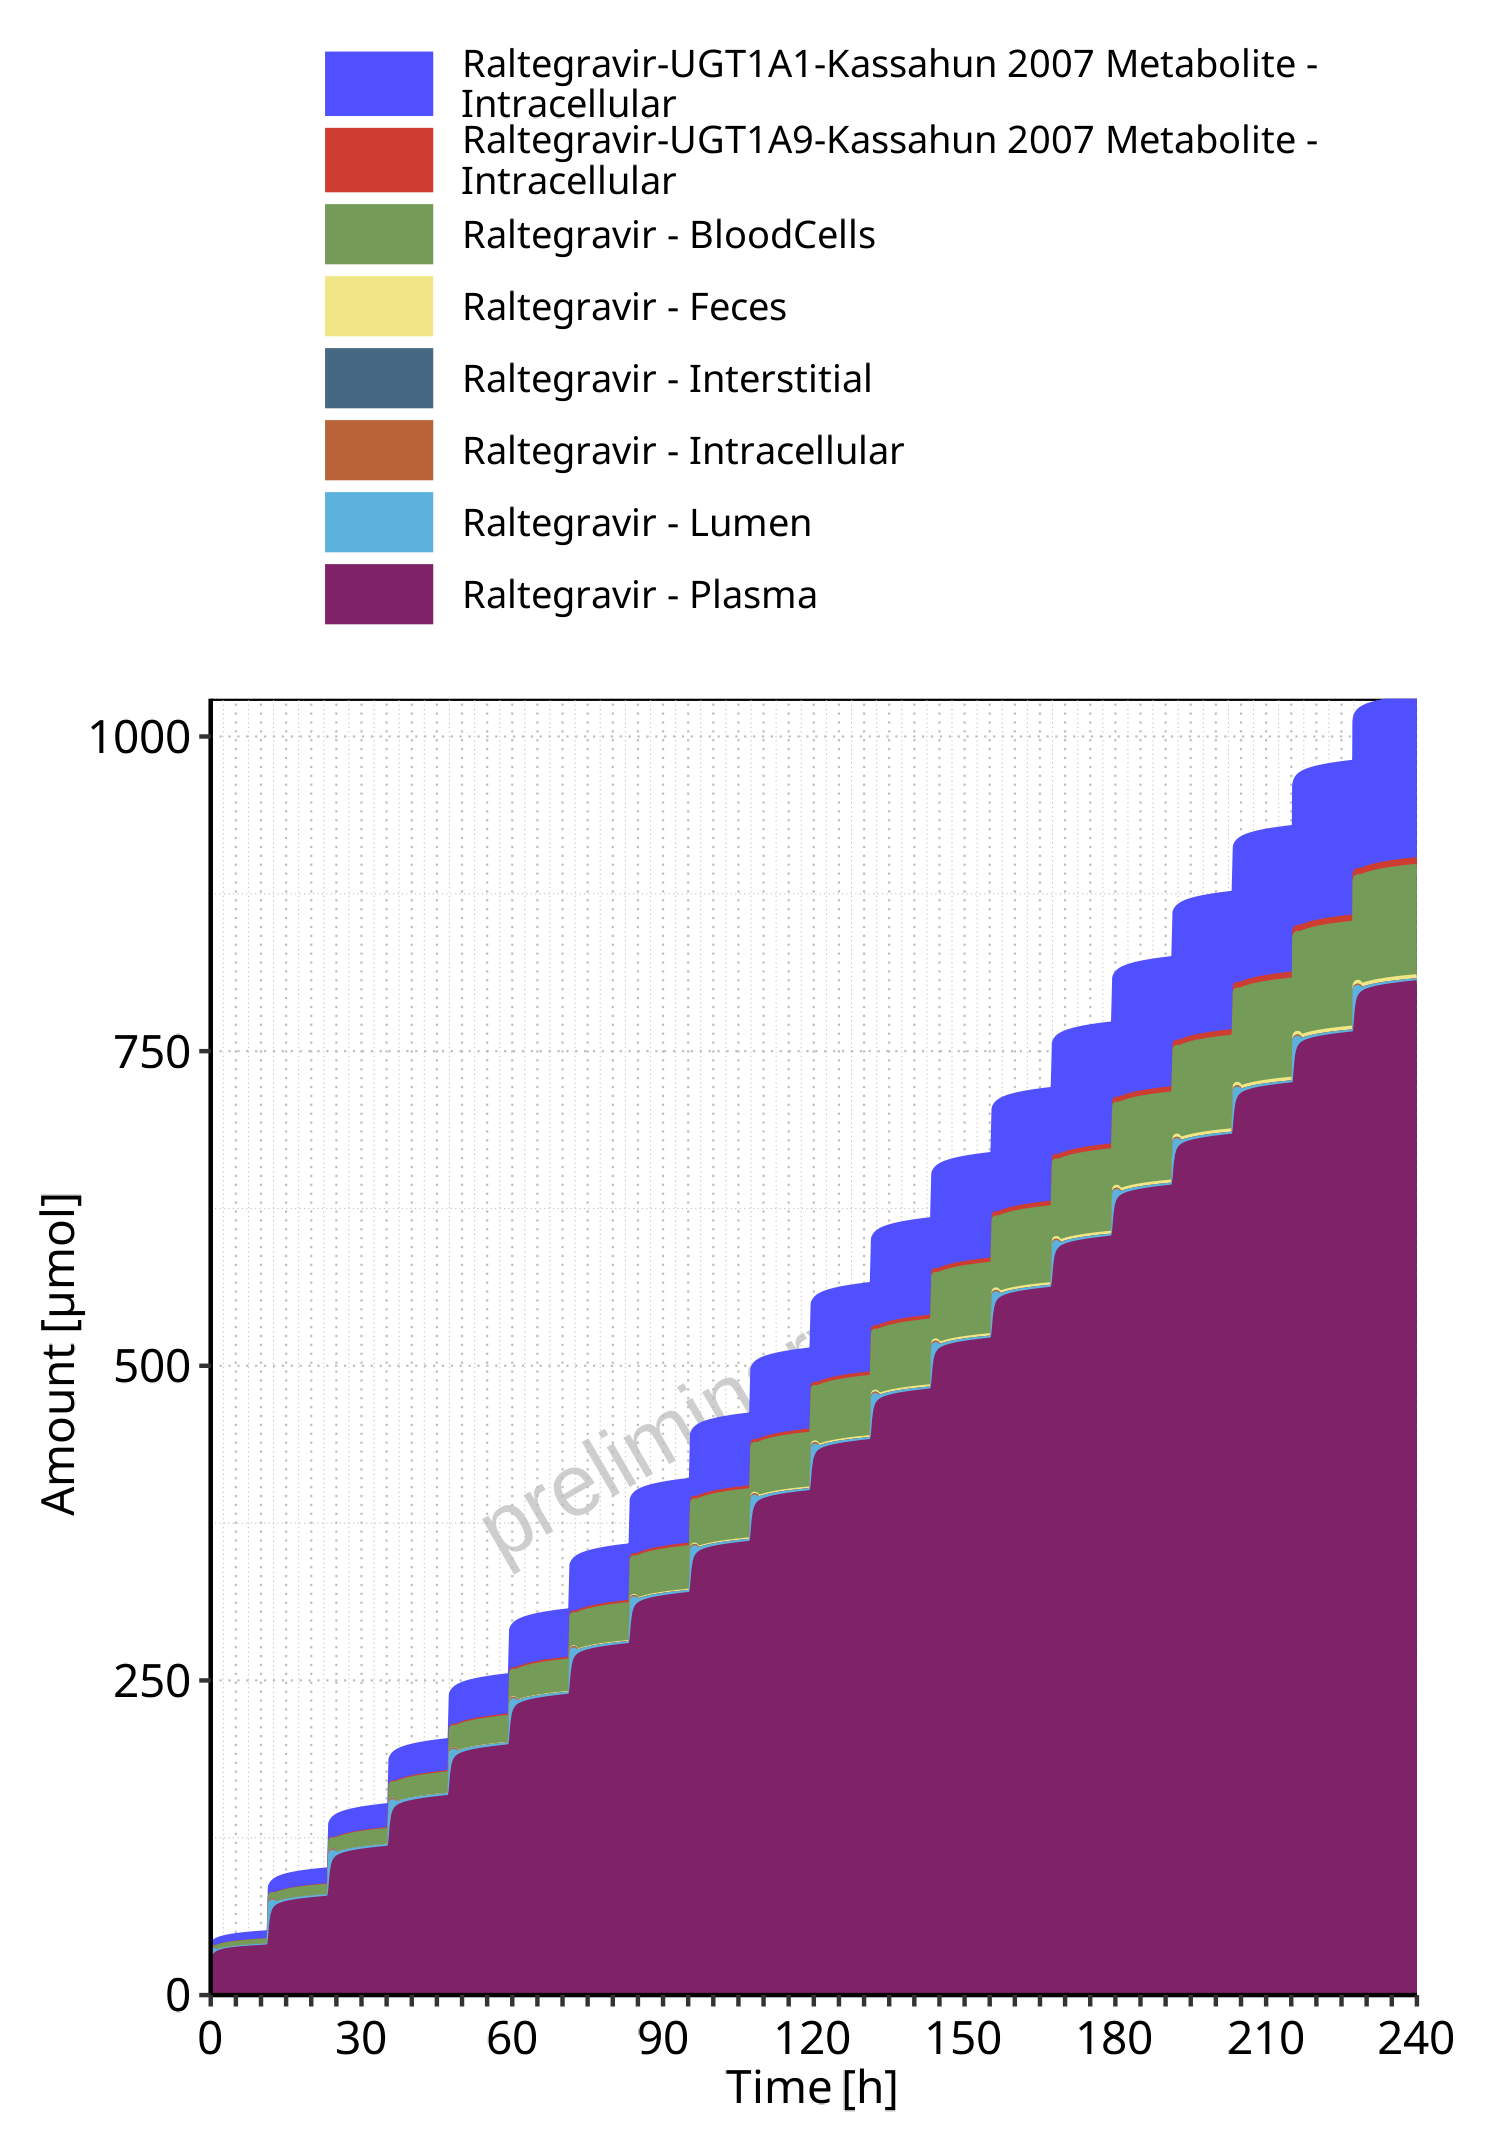 Raltegravir-UGT1A1-Kassahun 2007 Metabolite -
Intracellular
Raltegravir-UGT1A9-Kassahun 2007 Metabolite -
Intracellular
Raltegravir - BloodCells
Raltegravir - Feces
Raltegravir - Interstitial
Raltegravir - Intracellular
Raltegravir - Lumen
Raltegravir - Plasma
1000
750
500
250
0
Amount [µmol]
0 30 60 90 120 150 180 210 240
Time [h]